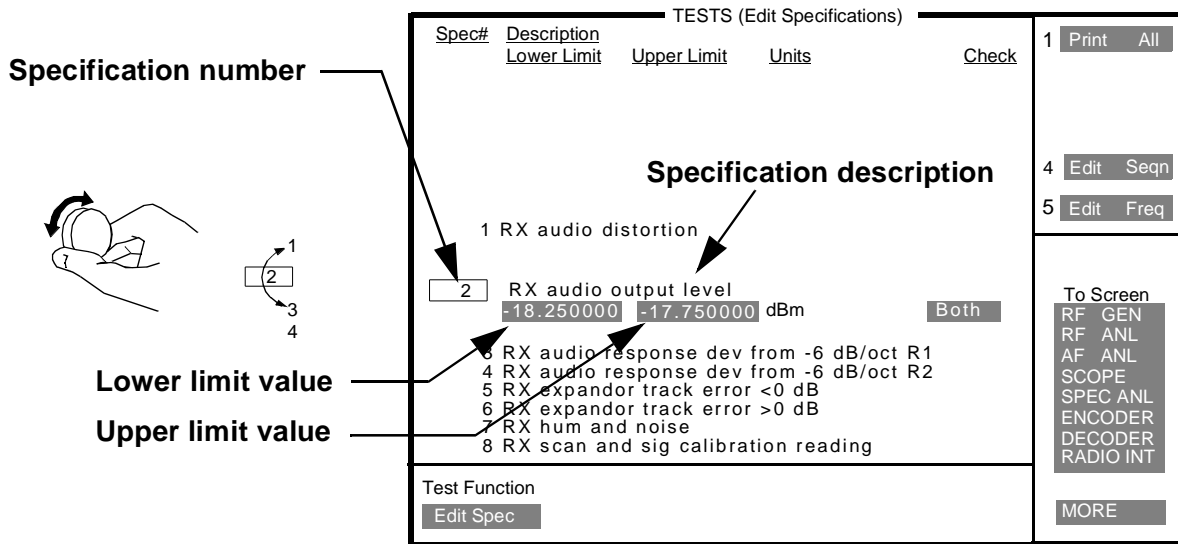 TESTS (Edit Specifications)
Spec# Description
Lower Limit Upper Limit Units Check
1 Print All
Specification number
4 Edit Seqn
Specification description
5 Edit Freq
1 RX audio distortion
1
2
3
4
2 RX audio output level
-18.250000 -17.750000 dBm Both
3 RX audio response dev from -6 dB/oct R1
4 RX audio response dev from -6 dB/oct R2
5 RX expandor track error <0 dB
6 RX expandor track error >0 dB
7 RX hum and noise
8 RX scan and sig calibration reading
Lower limit value
Upper limit value
To Screen
RF GEN
RF ANL
AF ANL
SCOPE
SPEC ANL
ENCODER
DECODER
RADIO INT
MORE
Test Function
Edit Spec